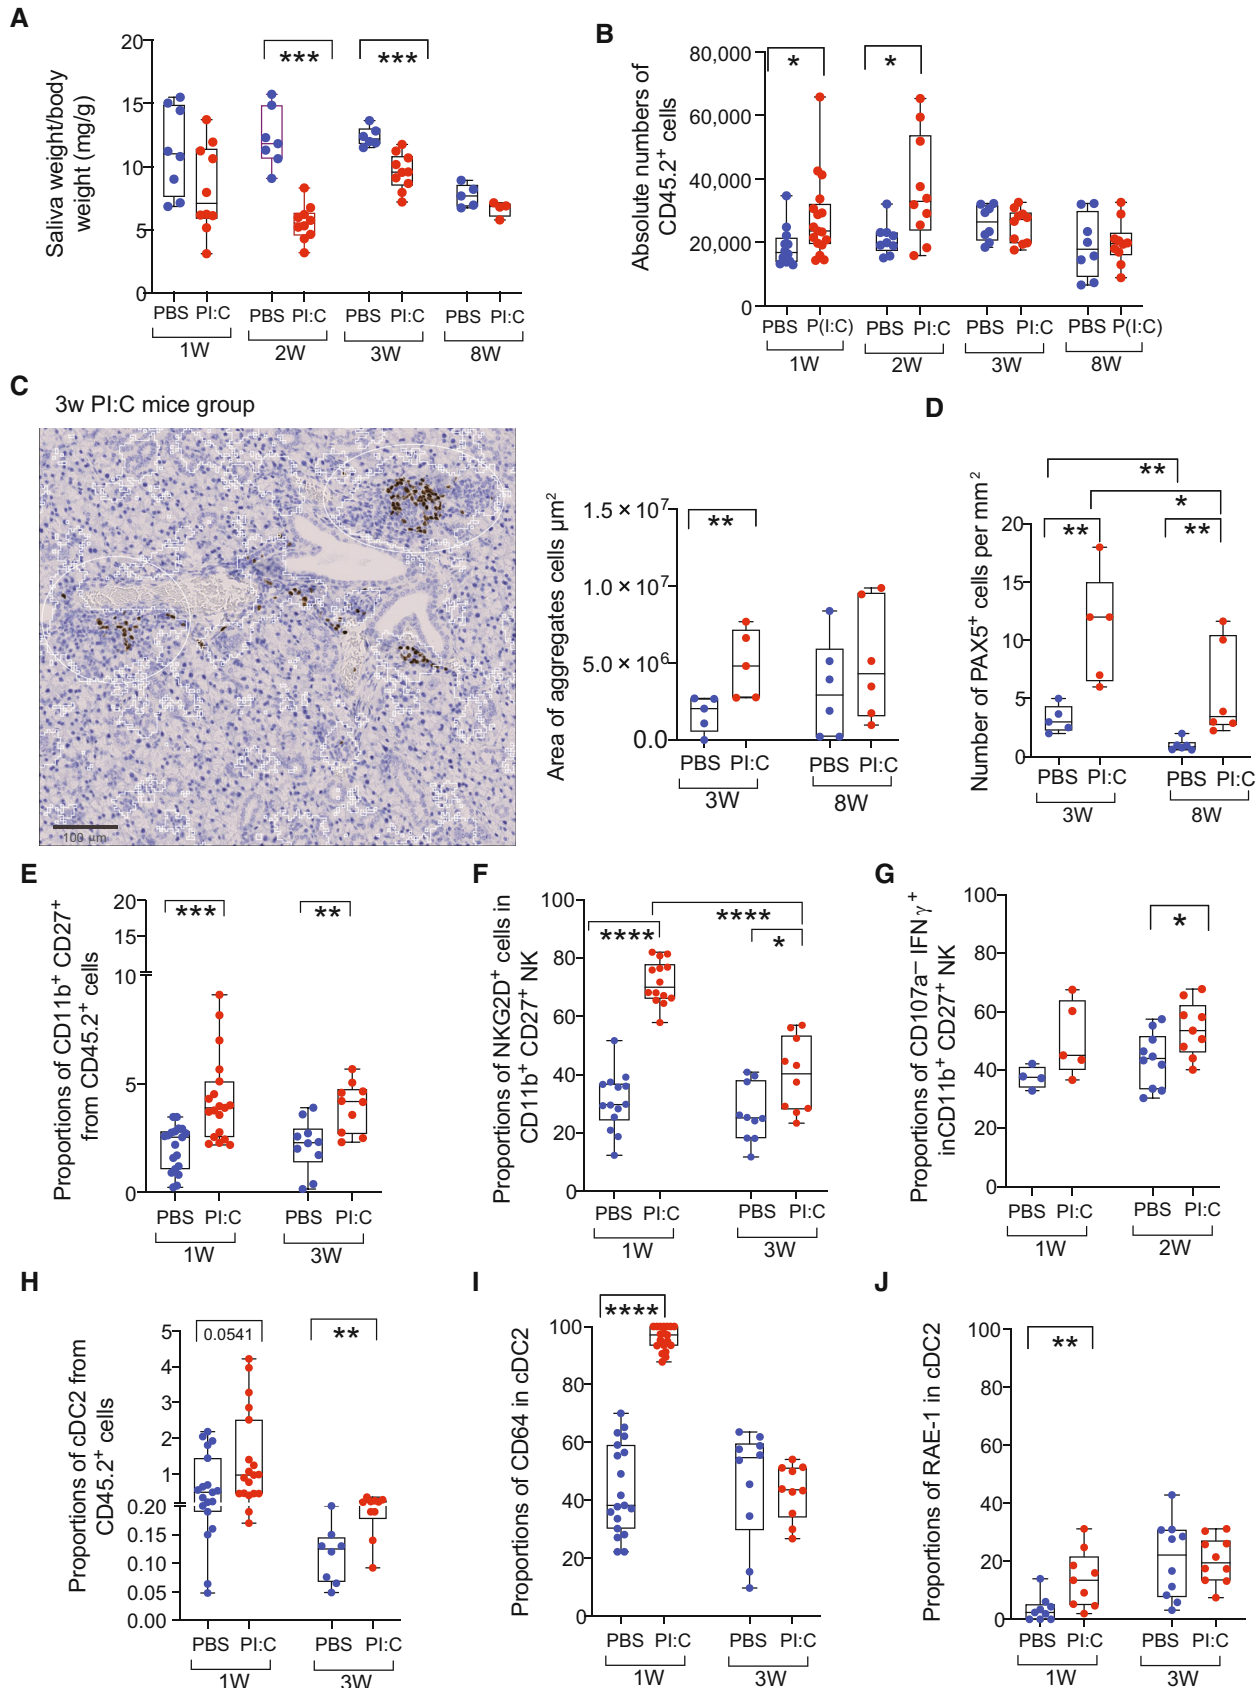 A
Saliva weight/body
weight (mg/g)
20
15
10
5
0
***
***
PBS PI:C PBS PI:C PBS PI:C PBS PI:C
1W 2W 3W 8W
B
Absolute numbers of
CD45.2+ cells
80,000
60,000
40,000
20,000
0
*
*
PBS P(I:C) PBS PI:C PBS PI:C PBS P(I:C)
1W 2W 3W 8W
C
3w PI:C mice group
100 µm
Area of aggregates cells µm2
1.5 × 10^7
1.0 × 10^7
5.0 × 10^6
0.0
**
PBS PI:C PBS PI:C
3W 8W
D
Number of PAX5+ cells per mm2
20
15
10
5
0
**
*
**
**
PBS PI:C PBS PI:C
3W 8W
E
Proportions of CD11b+ CD27+
from CD45.2+ cells
20
15
10
5
0
***
**
PBS PI:C PBS PI:C
1W 3W
F
Proportions of NKG2D+ cells in
CD11b+ CD27+ NK
100
80
60
40
20
0
****
****
*
PBS PI:C PBS PI:C
1W 3W
G
Proportions of CD107a− IFNγ+
inCD11b+ CD27+ NK
100
80
60
40
20
0
*
PBS PI:C PBS PI:C
1W 2W
H
Proportions of cDC2 from
CD45.2+ cells
5
4
3
2
1
0.20
0.15
0.10
0.05
0.00
0.0541
**
PBS PI:C PBS PI:C
1W 3W
I
Proportions of CD64 in cDC2
100
80
60
40
20
0
****
PBS PI:C PBS PI:C
1W 3W
J
Proportions of RAE-1 in cDC2
100
80
60
40
20
0
**
PBS PI:C PBS PI:C
1W 3W